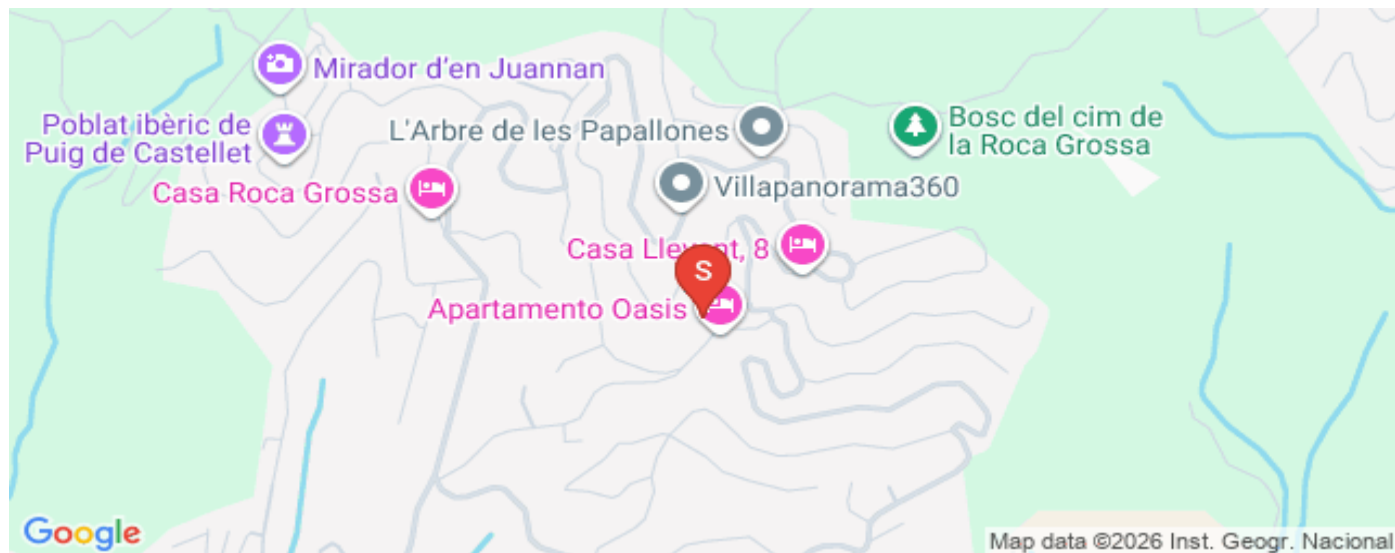 Mirador d'en Juannan
Poblat ibèric de
Puig de Castellet
L'Arbre de les Papallones
Bosc del cim de
la Roca Grossa
Casa Roca Grossa
Villapanorama360
Casa Llevant, 8
S
Apartamento Oasis
Google
Map data ©2026 Inst. Geogr. Nacional